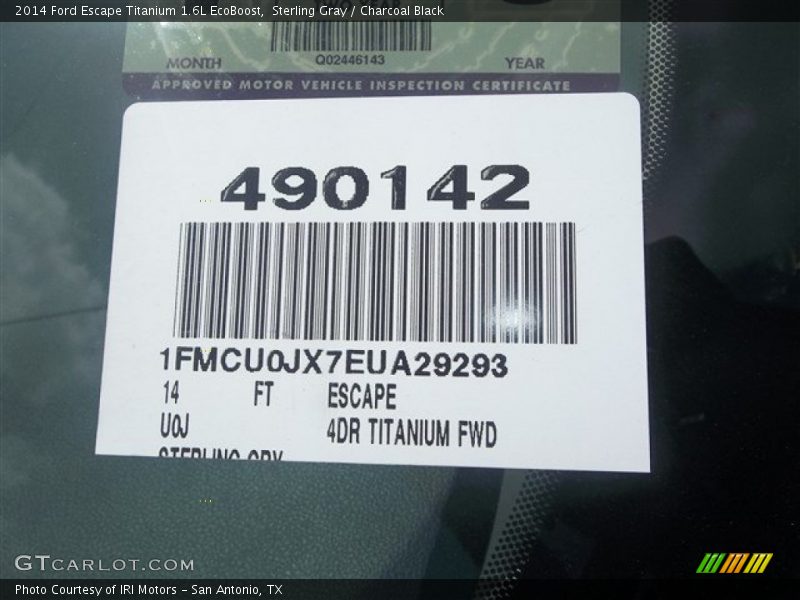 2014 Ford Escape Titanium 1.6L EcoBoost, Sterling Gray / Charcoal Black
MONTH Q02446143 YEAR
APPROVED MOTOR VEHICLE INSPECTION CERTIFICATE
490142
1FMCU0JX7EUA29293
14 FT ESCAPE
U0J 4DR TITANIUM FWD
STERLING GRY
GTCARLOT.COM
Photo Courtesy of IRI Motors – San Antonio, TX